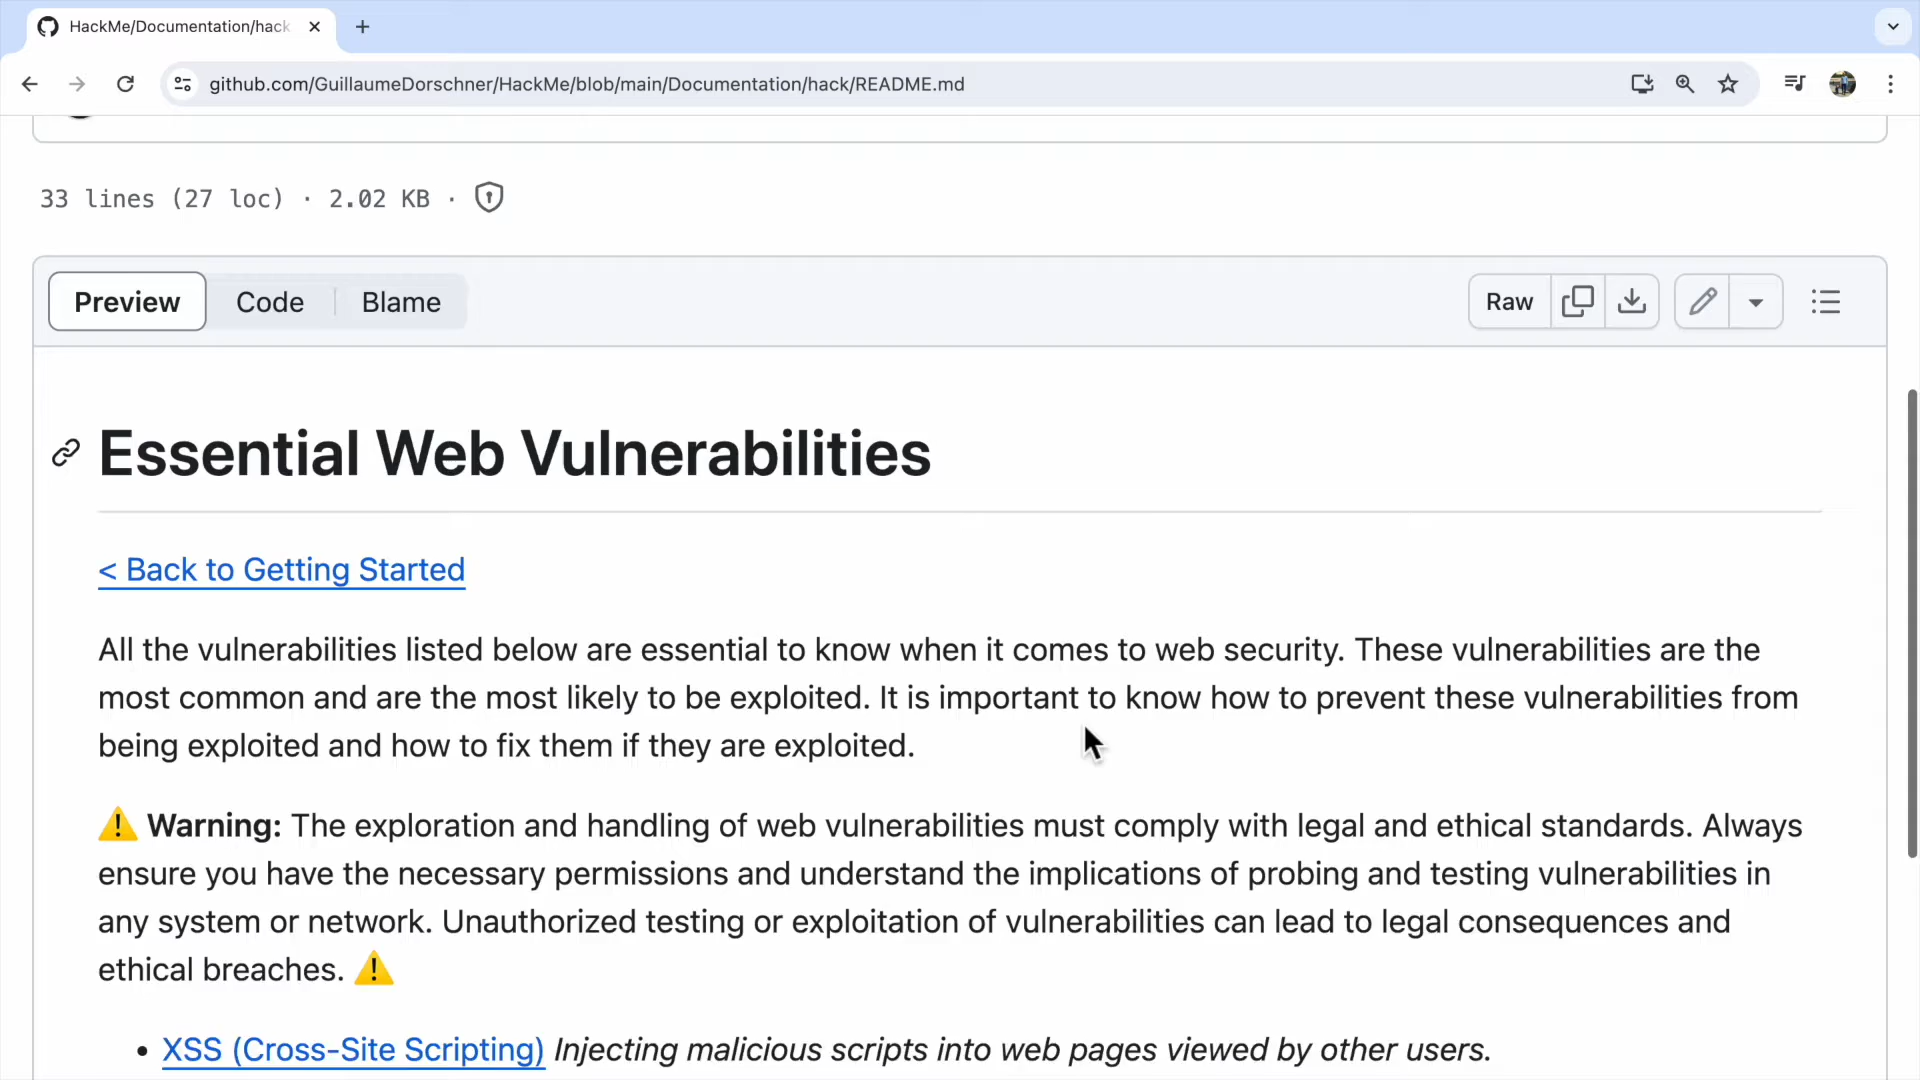 HackMe/Documentation/hack
github.com/GuillaumeDorschner/HackMe/blob/main/Documentation/hack/README.md
33 lines (27 loc) · 2.02 KB ·
Preview Code Blame Raw
Essential Web Vulnerabilities
< Back to Getting Started
All the vulnerabilities listed below are essential to know when it comes to web security. These vulnerabilities are the
most common and are the most likely to be exploited. It is important to know how to prevent these vulnerabilities from
being exploited and how to fix them if they are exploited.
⚠️ Warning: The exploration and handling of web vulnerabilities must comply with legal and ethical standards. Always
ensure you have the necessary permissions and understand the implications of probing and testing vulnerabilities in
any system or network. Unauthorized testing or exploitation of vulnerabilities can lead to legal consequences and
ethical breaches. ⚠️
• XSS (Cross-Site Scripting) Injecting malicious scripts into web pages viewed by other users.